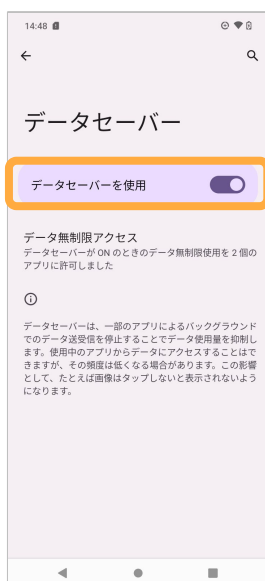 14:48
データセーバー
データセーバーを使用
データ無制限アクセス
データセーバーが ON のときのデータ無制限使用を 2 個の
アプリに許可しました
データセーバーは、一部のアプリによるバックグラウンド
でのデータ送受信を停止することでデータ使用量を抑制し
ます。使用中のアプリからデータにアクセスすることはで
きますが、その頻度は低くなる場合があります。この影響
として、たとえば画像はタップしないと表示されないよう
になります。